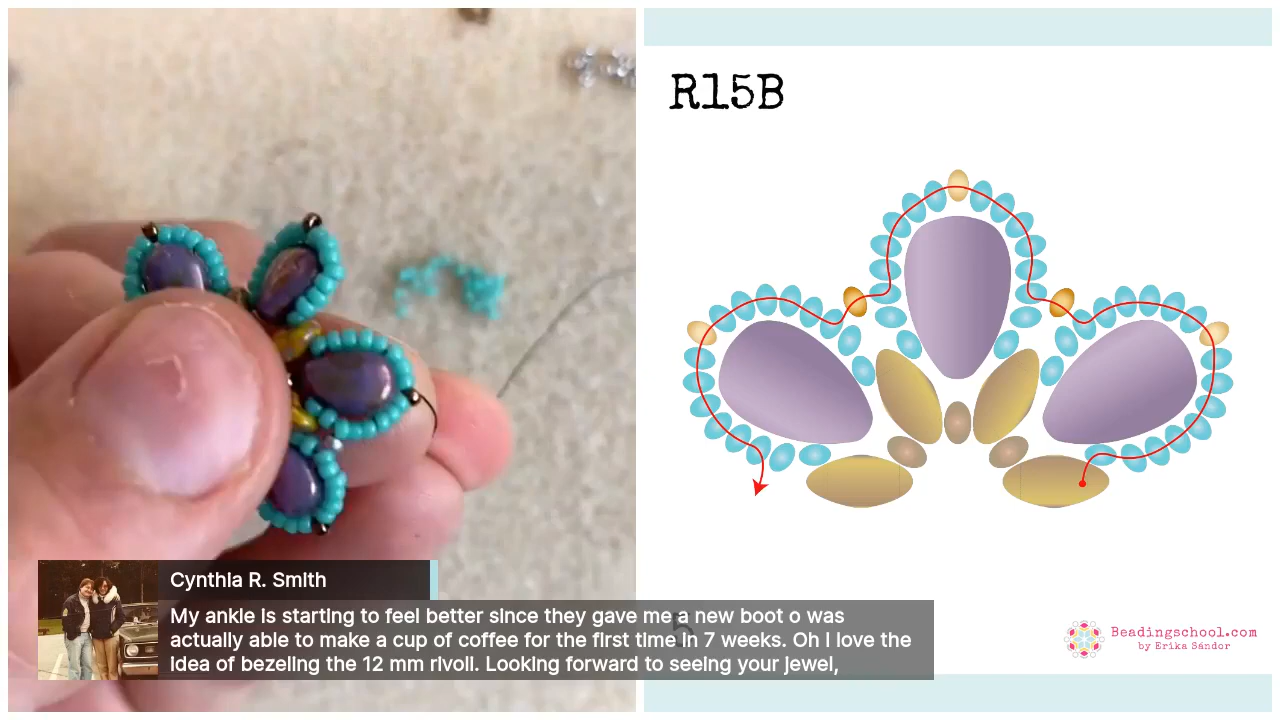 R15B
Cynthia R. Smith
My ankle is starting to feel better since they gave me a new boot o was
actually able to make a cup of coffee for the first time in 7 weeks. Oh I love the
idea of bezeling the 12 mm rivoli. Looking forward to seeing your jewel,
5
Beadingschool.com
by Erika Sándor